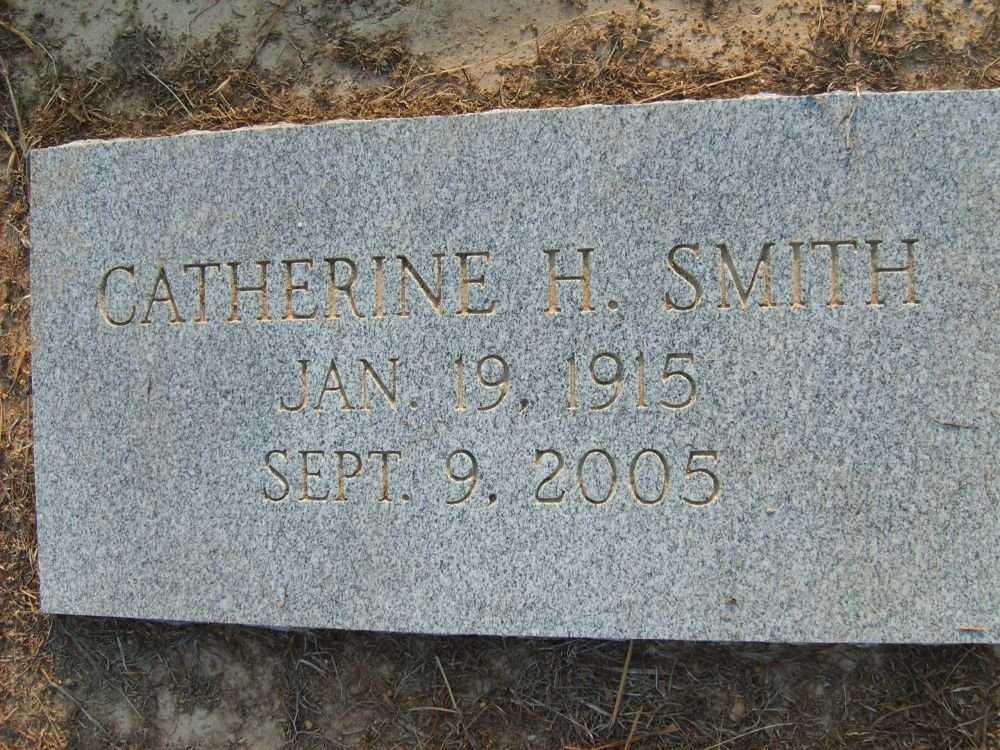 CATHERINE H. SMITH
JAN. 19, 1915
SEPT. 9, 2005